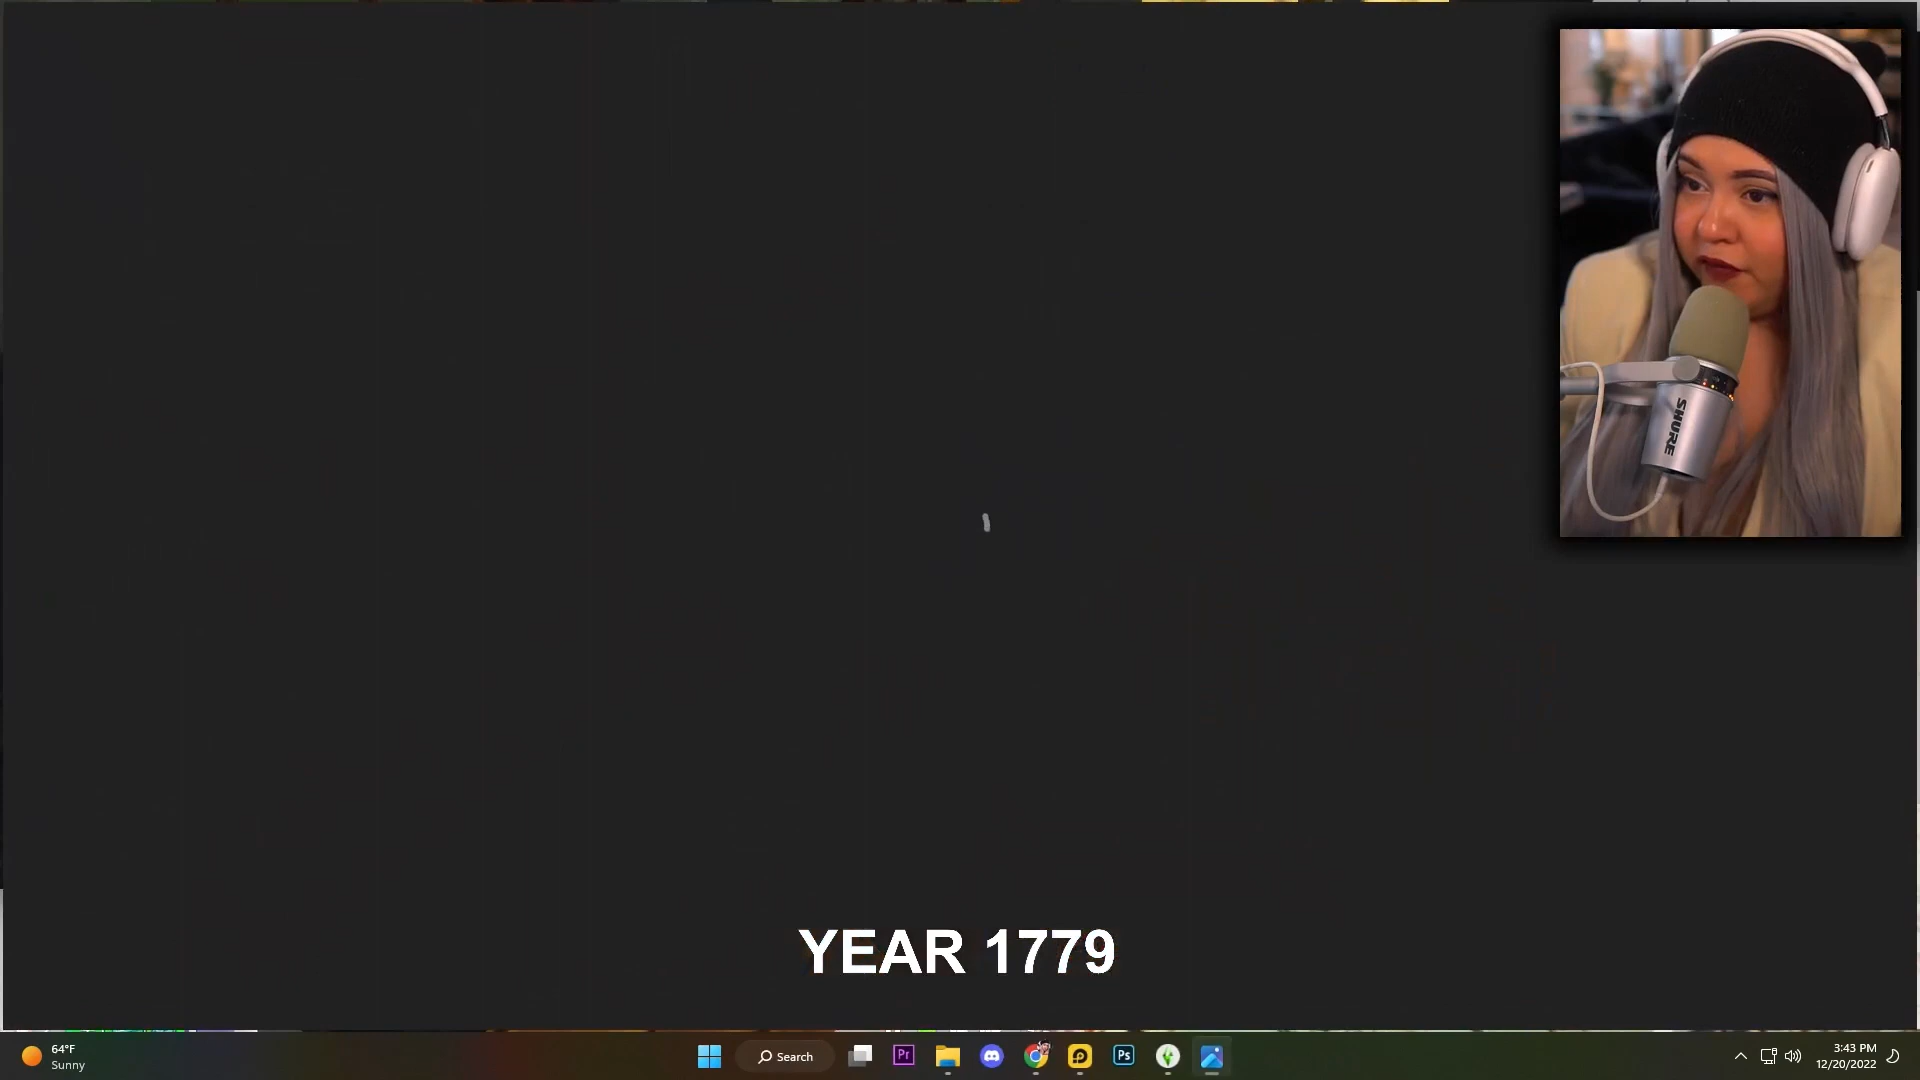 SHURE
YEAR 1779
64°F
Sunny
Search
Pr
Ps
3:43 PM
12/20/2022